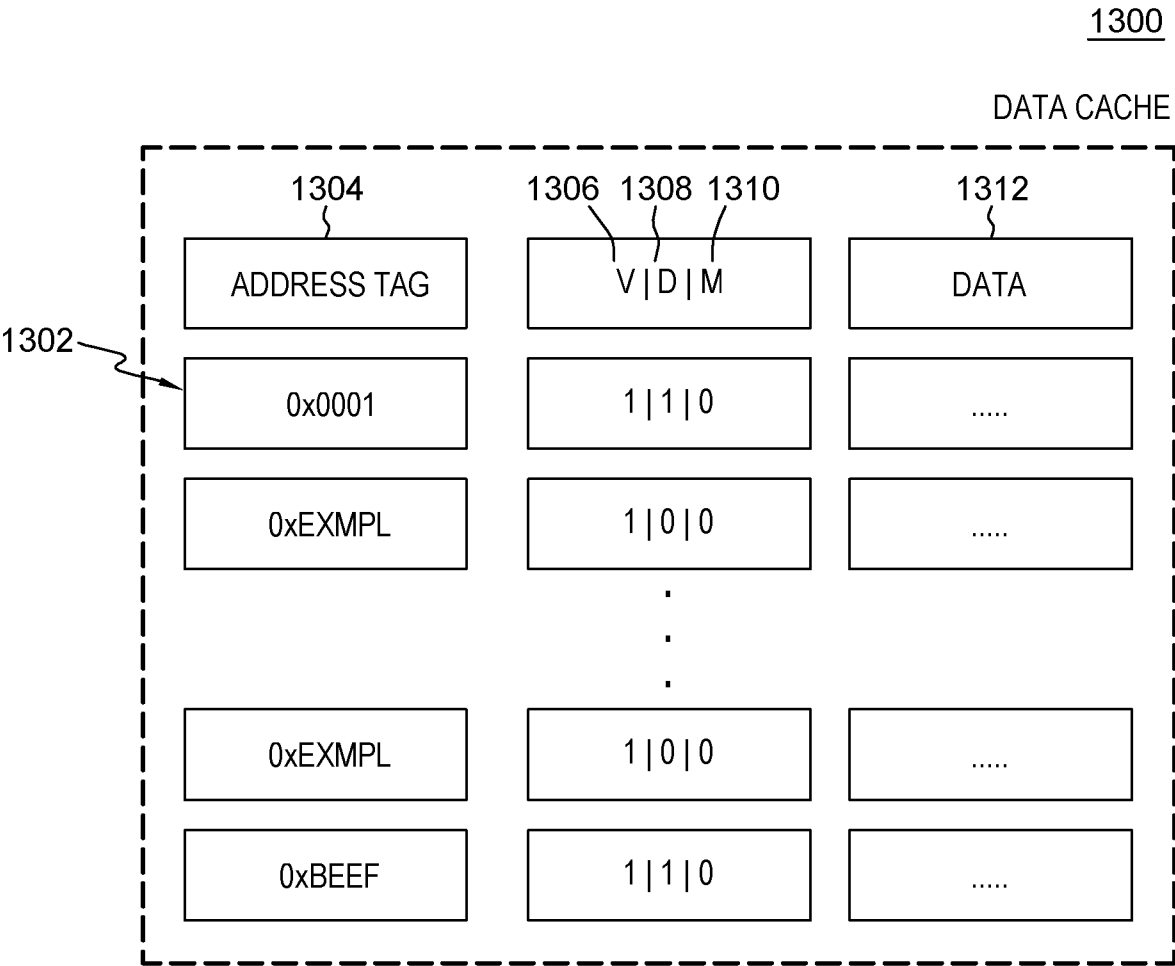 1300
DATA CACHE
1304 1306 1308 1310 1312
ADDRESS TAG V|D|M DATA
1302
0x0001 1|1|0 .....
0xEXMPL 1|0|0 .....
.
.
.
0xEXMPL 1|0|0 .....
0xBEEF 1|1|0 .....